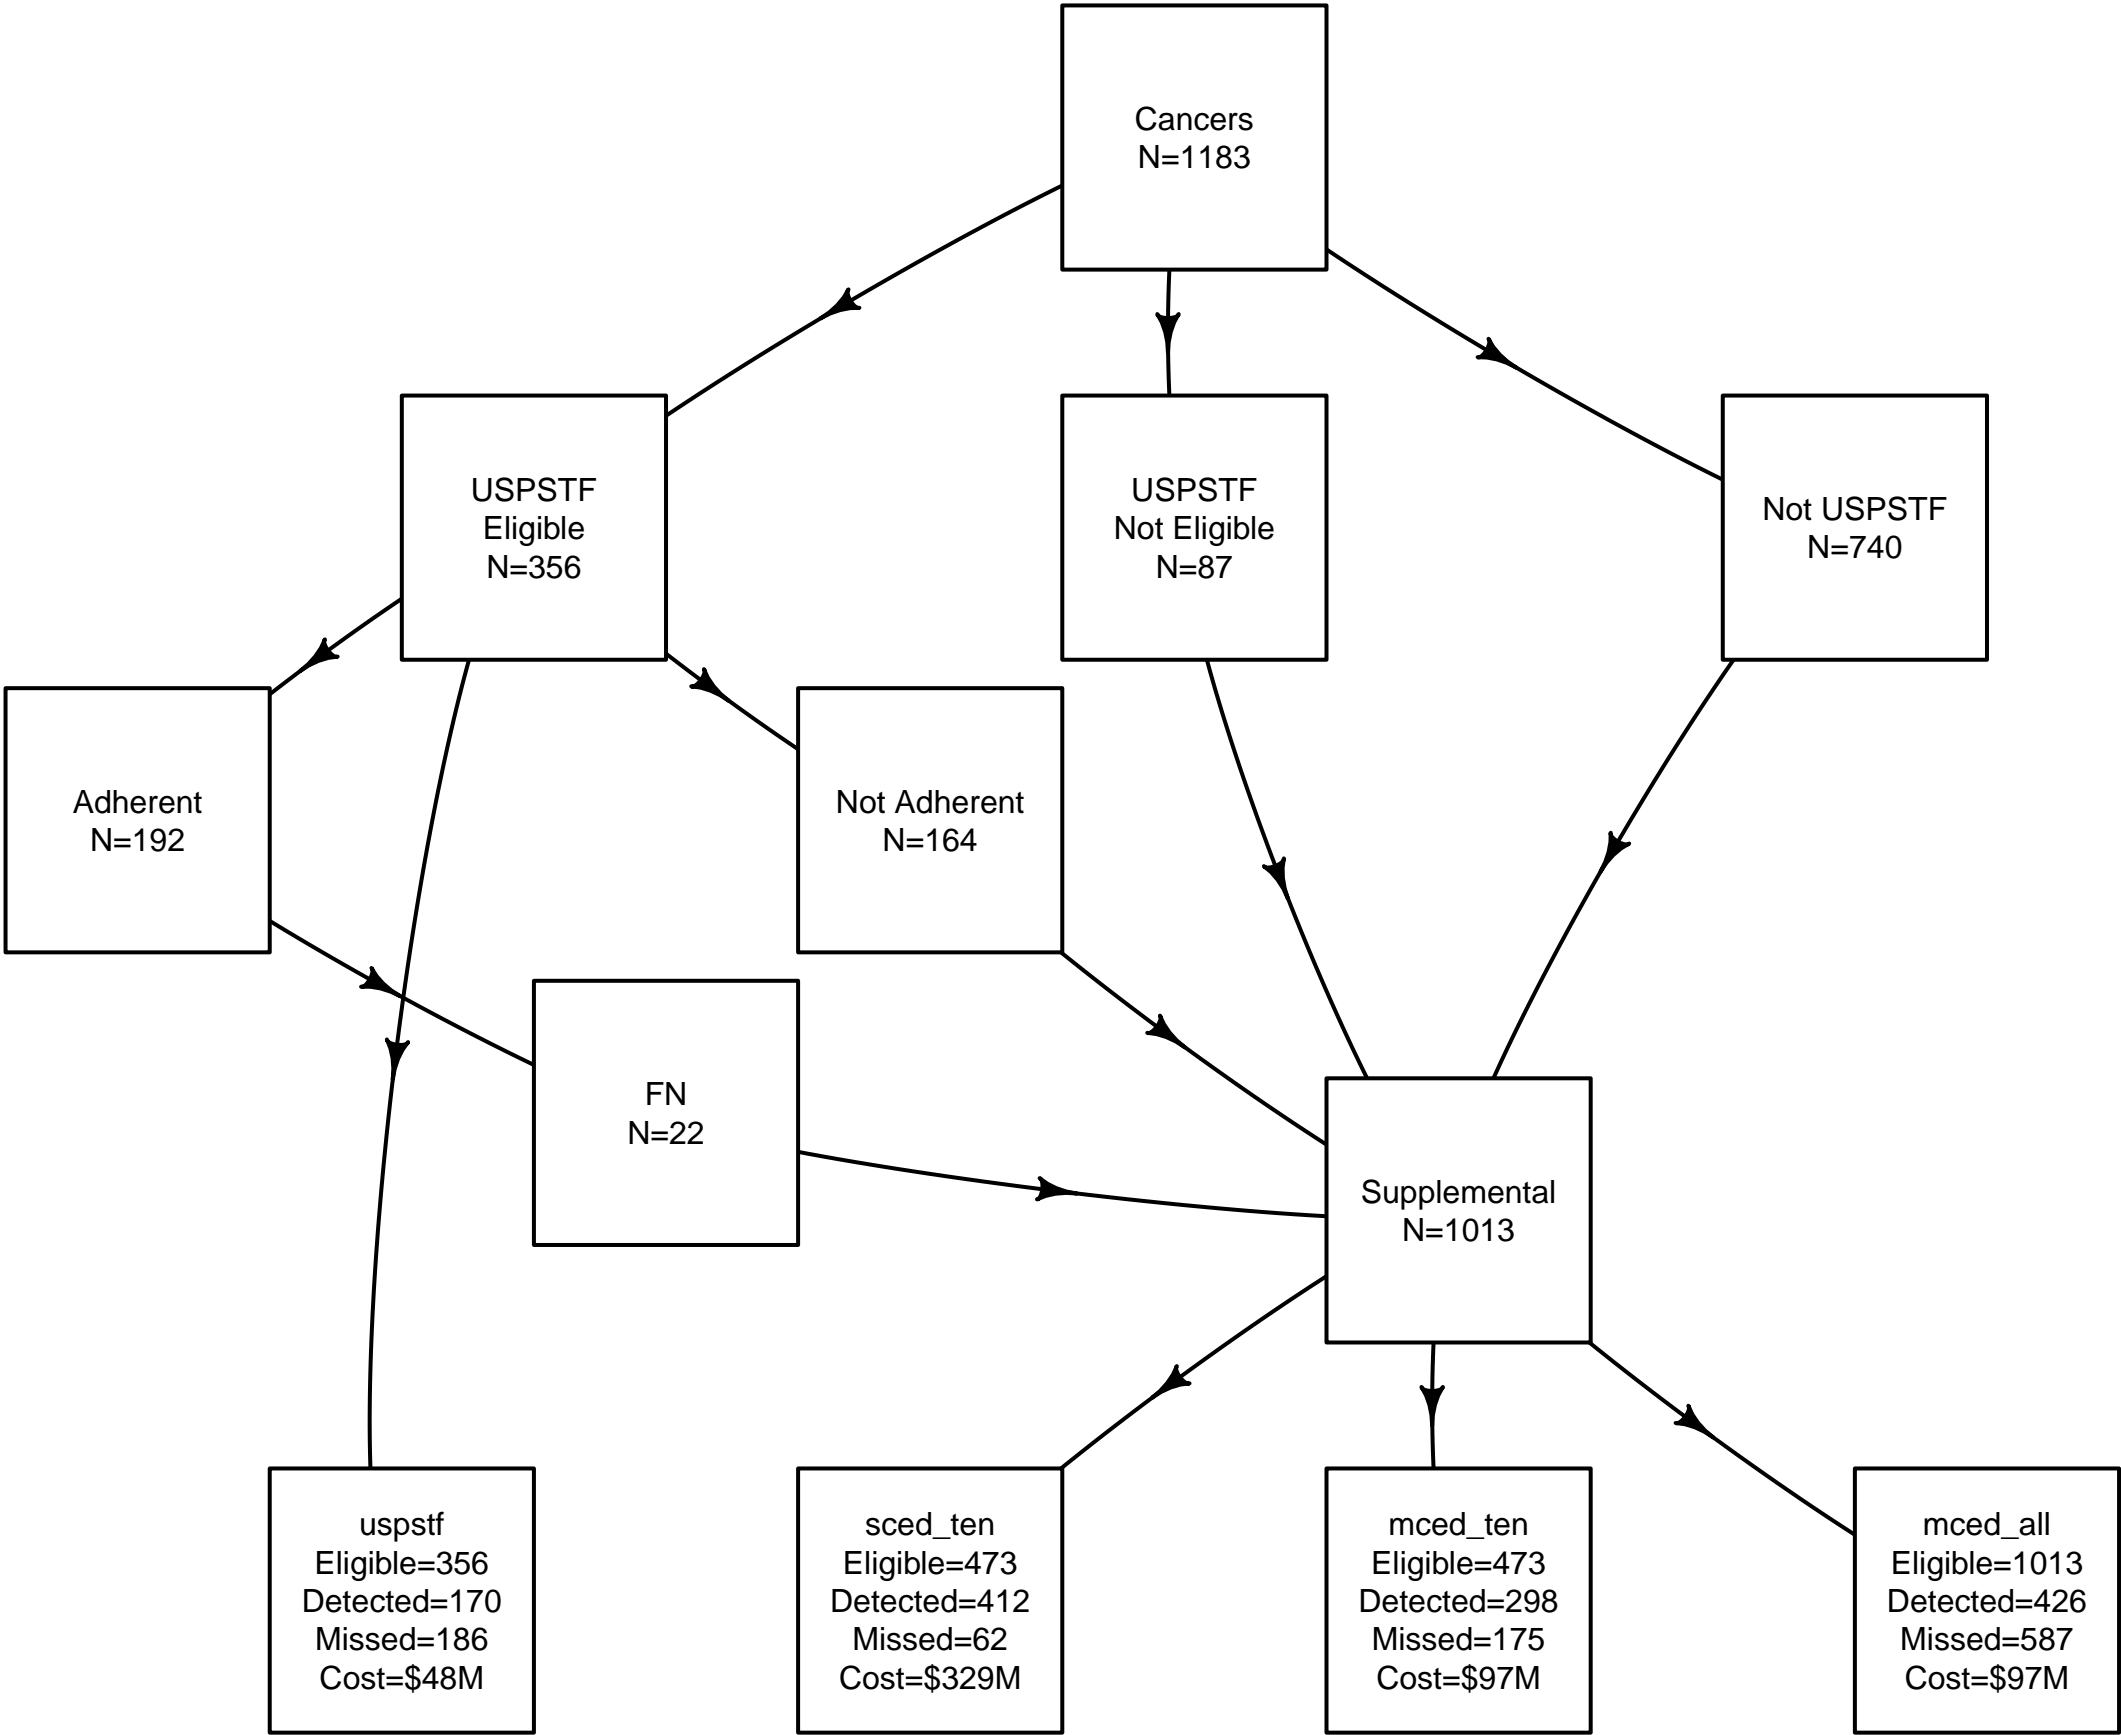 Cancers
N=1183
USPSTF
Eligible
N=356
USPSTF
Not Eligible
N=87
Not USPSTF
N=740
Adherent
N=192
Not Adherent
N=164
FN
N=22
Supplemental
N=1013
uspstf
Eligible=356
Detected=170
Missed=186
Cost=$48M
sced_ten
Eligible=473
Detected=412
Missed=62
Cost=$329M
mced_ten
Eligible=473
Detected=298
Missed=175
Cost=$97M
mced_all
Eligible=1013
Detected=426
Missed=587
Cost=$97M